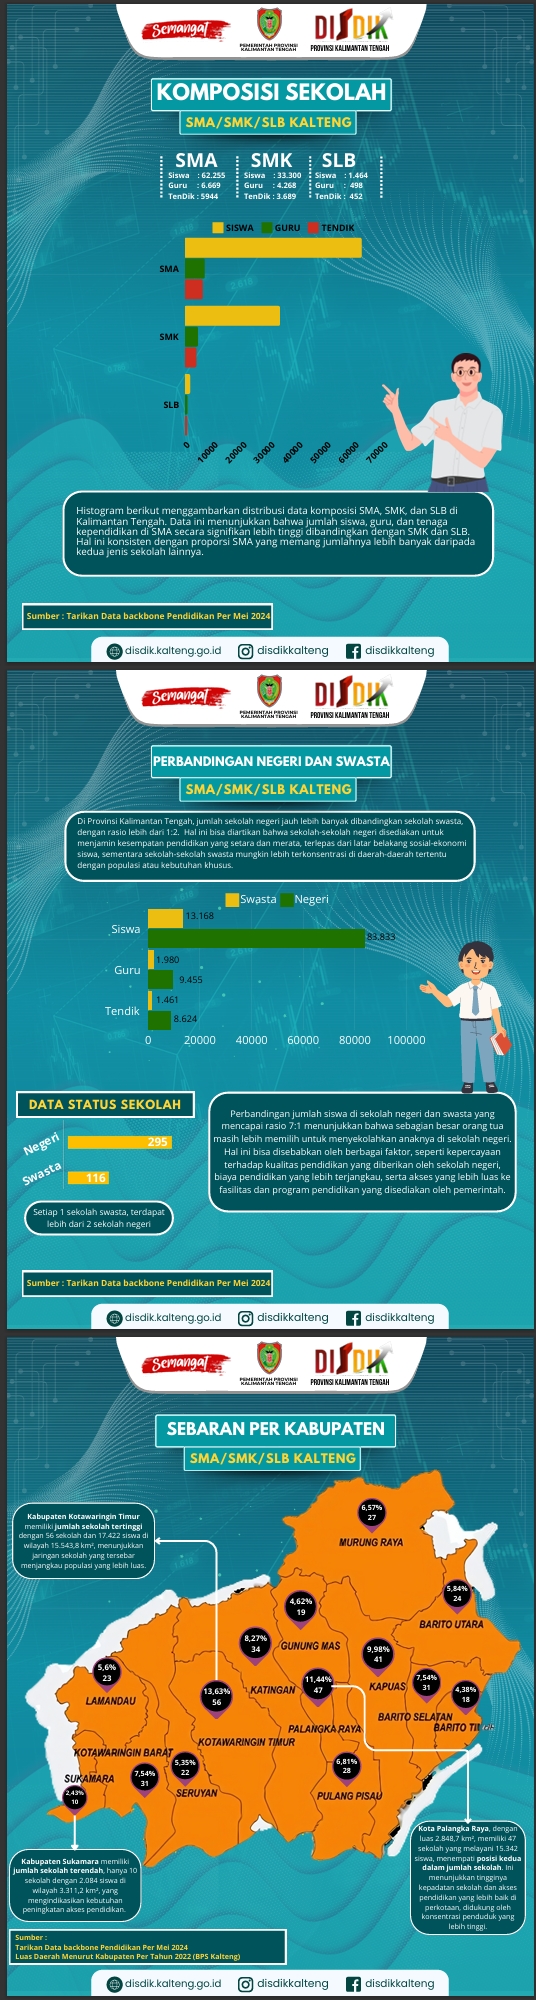 Semangat
PEMERINTAH PROVINSI
KALIMANTAN TENGAH
DISDIK
PROVINSI KALIMANTAN TENGAH
KOMPOSISI SEKOLAH
SMA/SMK/SLB KALTENG
SMA SMK SLB
Siswa : 62.255 Siswa : 33.300 Siswa : 1.464
Guru : 6.669 Guru : 4.268 Guru : 498
TenDik : 5944 TenDik : 3.689 TenDik : 452
SISWA GURU TENDIK
SMA
SMK
SLB
0 10000 20000 30000 40000 50000 60000 70000
Histogram berikut menggambarkan distribusi data komposisi SMA, SMK, dan SLB di
Kalimantan Tengah. Data ini menunjukkan bahwa jumlah siswa, guru, dan tenaga
kependidikan di SMA secara signifikan lebih tinggi dibandingkan dengan SMK dan SLB.
Hal ini konsisten dengan proporsi SMA yang memang jumlahnya lebih banyak daripada
kedua jenis sekolah lainnya.
Sumber : Tarikan Data backbone Pendidikan Per Mei 2024
disdik.kalteng.go.id disdikkalteng disdikkalteng
Semangat
PEMERINTAH PROVINSI
KALIMANTAN TENGAH
DISDIK
PROVINSI KALIMANTAN TENGAH
PERBANDINGAN NEGERI DAN SWASTA
SMA/SMK/SLB KALTENG
Di Provinsi Kalimantan Tengah, jumlah sekolah negeri jauh lebih banyak dibandingkan sekolah swasta,
dengan rasio lebih dari 1:2. Hal ini bisa diartikan bahwa sekolah-sekolah negeri disediakan untuk
menjamin kesempatan pendidikan yang setara dan merata, terlepas dari latar belakang sosial-ekonomi
siswa, sementara sekolah-sekolah swasta mungkin lebih terkonsentrasi di daerah-daerah tertentu
dengan populasi atau kebutuhan khusus.
Swasta Negeri
Siswa 13.168
83.833
Guru 1.980
9.455
Tendik 1.461
8.624
0 20000 40000 60000 80000 100000
DATA STATUS SEKOLAH
Negeri 295
Swasta 116
Setiap 1 sekolah swasta, terdapat
lebih dari 2 sekolah negeri
Perbandingan jumlah siswa di sekolah negeri dan swasta yang
mencapai rasio 7:1 menunjukkan bahwa sebagian besar orang tua
masih lebih memilih untuk menyekolahkan anaknya di sekolah negeri.
Hal ini bisa disebabkan oleh berbagai faktor, seperti kepercayaan
terhadap kualitas pendidikan yang diberikan oleh sekolah negeri,
biaya pendidikan yang lebih terjangkau, serta akses yang lebih luas ke
fasilitas dan program pendidikan yang disediakan oleh pemerintah.
Sumber : Tarikan Data backbone Pendidikan Per Mei 2024
disdik.kalteng.go.id disdikkalteng disdikkalteng
Semangat
PEMERINTAH PROVINSI
KALIMANTAN TENGAH
DISDIK
PROVINSI KALIMANTAN TENGAH
SEBARAN PER KABUPATEN
SMA/SMK/SLB KALTENG
Kabupaten Kotawaringin Timur
memiliki jumlah sekolah tertinggi
dengan 56 sekolah dan 17.422 siswa di
wilayah 15.543,8 km², menunjukkan
jaringan sekolah yang tersebar
menjangkau populasi yang lebih luas.
6,57%
27
MURUNG RAYA
5,84%
24
BARITO UTARA
4,62%
19
GUNUNG MAS
8,27%
34
KATINGAN
9,98%
41
KAPUAS
5,6%
23
LAMANDAU
13,63%
56
KOTAWARINGIN TIMUR
11,44%
47
PALANGKA RAYA
7,54%
31
BARITO SELATAN
4,38%
18
BARITO TIMUR
KOTAWARINGIN BARAT
7,54%
31
5,35%
22
SERUYAN
6,81%
28
PULANG PISAU
SUKAMARA
2,43%
10
Kabupaten Sukamara memiliki
jumlah sekolah terendah, hanya 10
sekolah dengan 2.084 siswa di
wilayah 3.311,2 km², yang
mengindikasikan kebutuhan
peningkatan akses pendidikan.
Kota Palangka Raya, dengan
luas 2.848,7 km², memiliki 47
sekolah yang melayani 15.342
siswa, menempati posisi kedua
dalam jumlah sekolah. Ini
menunjukkan tingginya
kepadatan sekolah dan akses
pendidikan yang lebih baik di
perkotaan, didukung oleh
konsentrasi penduduk yang
lebih tinggi.
Sumber :
Tarikan Data backbone Pendidikan Per Mei 2024
Luas Daerah Menurut Kabupaten Per Tahun 2022 (BPS Kalteng)
disdik.kalteng.go.id disdikkalteng disdikkalteng